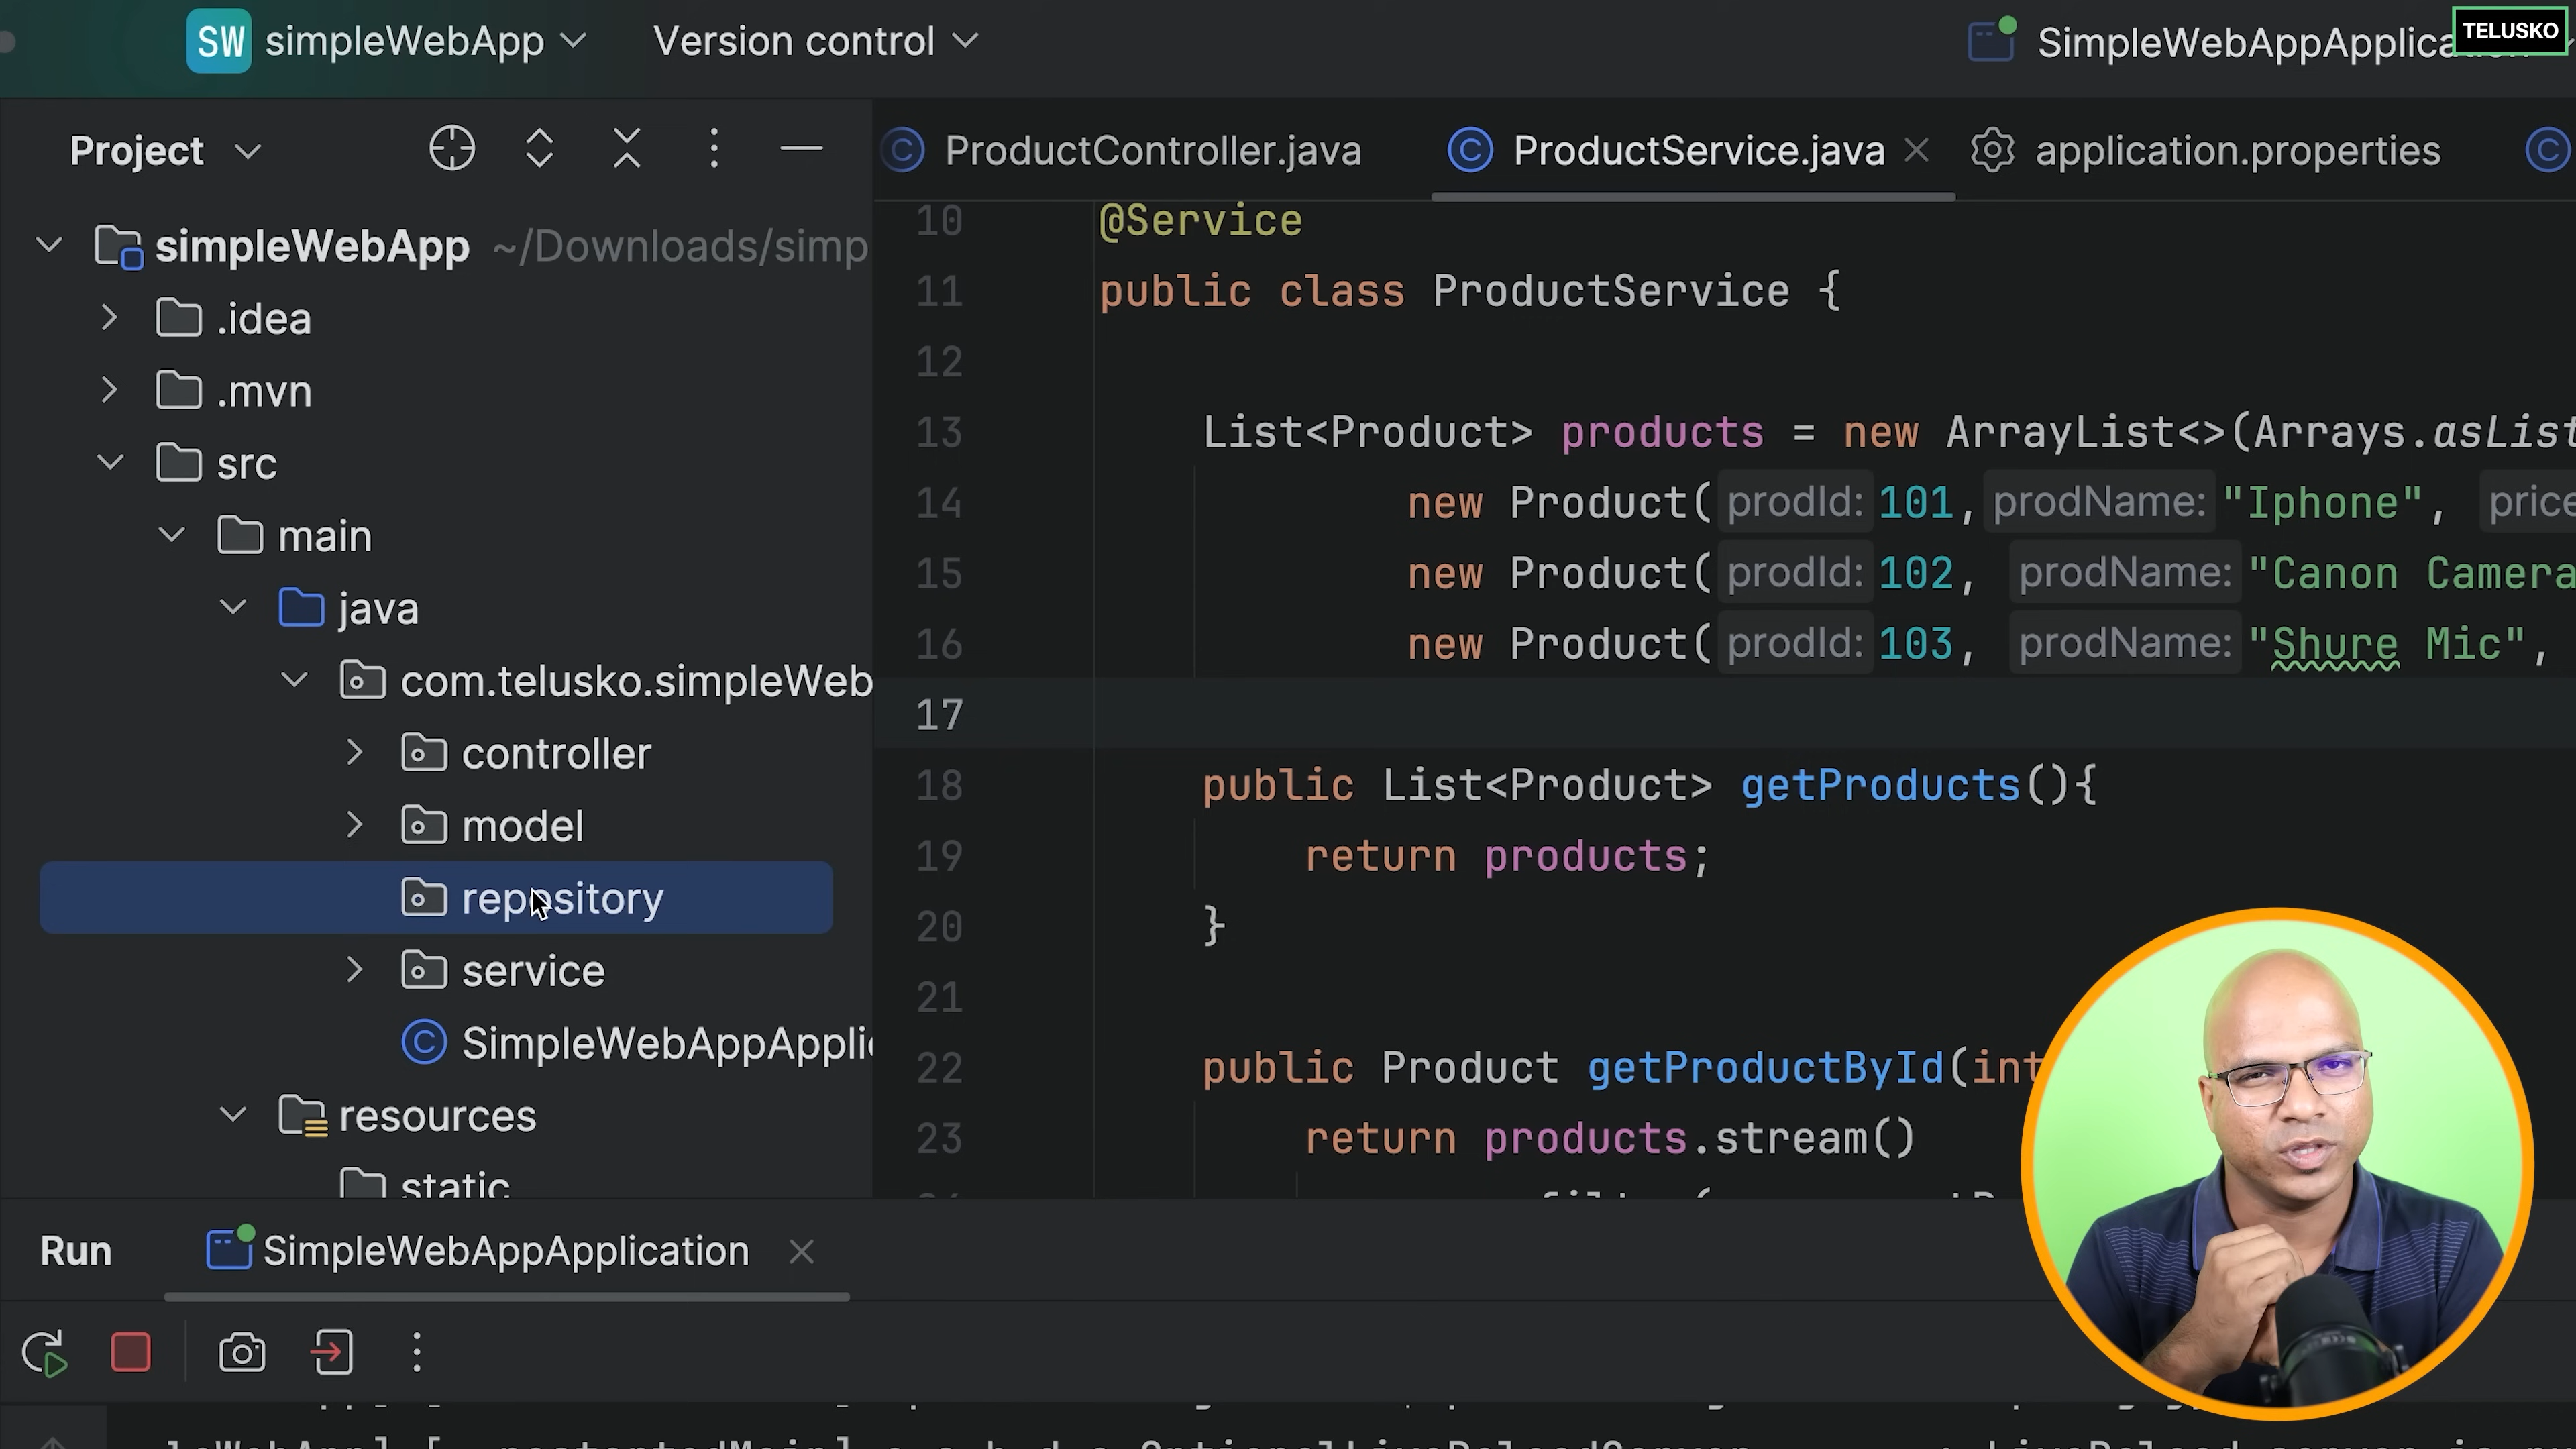 SW simpleWebApp Version control SimpleWebAppApplication
TELUSKO
Project
ProductController.java ProductService.java application.properties
simpleWebApp ~/Downloads/simp
.idea
.mvn
src
main
java
com.telusko.simpleWeb
controller
model
repository
service
SimpleWebAppApplic
resources
static
10 @Service
11 public class ProductService {
12
13 List<Product> products = new ArrayList<>(Arrays.asList
14 new Product( prodId: 101, prodName: "Iphone", price
15 new Product( prodId: 102, prodName: "Canon Camera
16 new Product( prodId: 103, prodName: "Shure Mic",
17
18 public List<Product> getProducts(){
19 return products;
20 }
21
22 public Product getProductById(int
23 return products.stream()
Run SimpleWebAppApplication